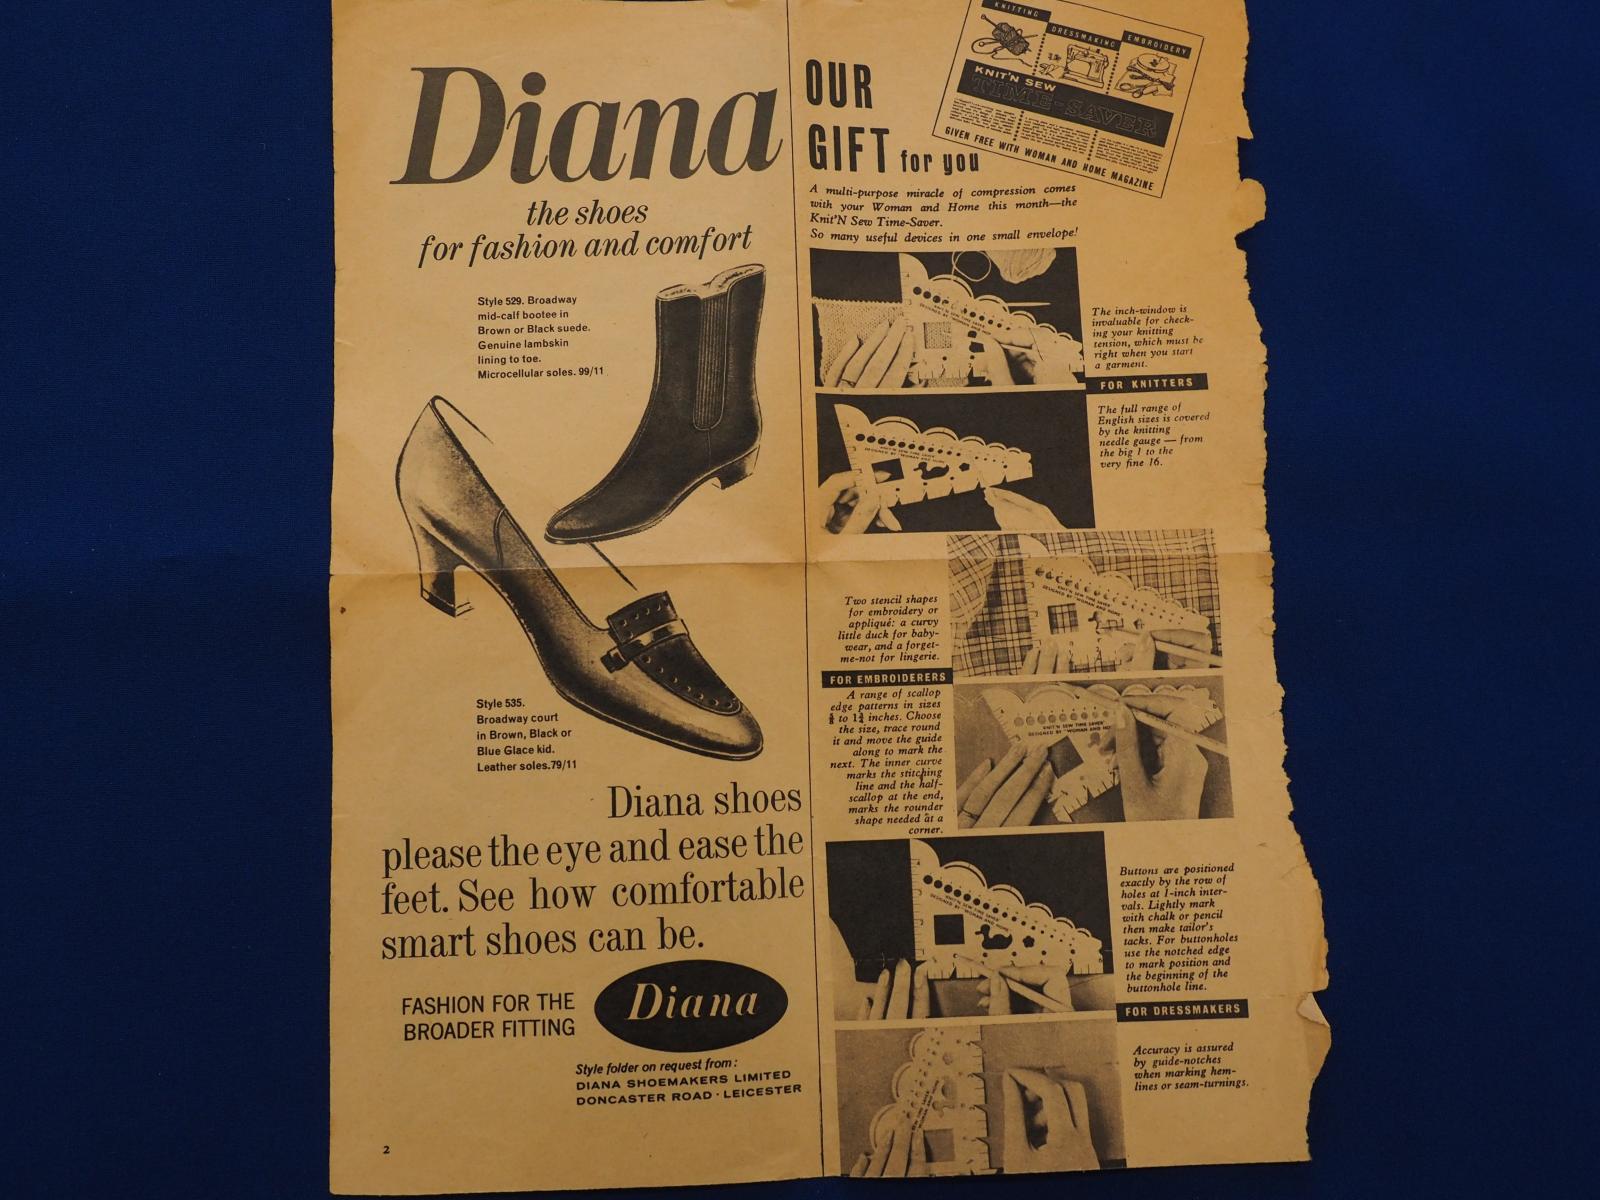 Diana
the shoes
for fashion and comfort
Style 529. Broadway
mid-calf bootee in
Brown or Black suede.
Genuine lambskin
lining to toe.
Microcellular soles. 99/11
Style 535.
Broadway court
in Brown, Black or
Blue Glace kid.
Leather soles.79/11
Diana shoes
please the eye and ease the
feet. See how comfortable
smart shoes can be.
FASHION FOR THE
BROADER FITTING
Diana
Style folder on request from:
DIANA SHOEMAKERS LIMITED
DONCASTER ROAD · LEICESTER
2
OUR
GIFT for you
KNITTING
DRESSMAKING
EMBROIDERY
KNIT'N SEW
TIME-SAVER
GIVEN FREE WITH WOMAN AND HOME MAGAZINE
A multi-purpose miracle of compression comes
with your Woman and Home this month—the
Knit'N Sew Time-Saver.
So many useful devices in one small envelope!
The inch-window is
invaluable for check-
ing your knitting
tension, which must be
right when you start
a garment.
FOR KNITTERS
The full range of
English sizes is covered
by the knitting
needle gauge — from
the big 1 to the
very fine 16.
Two stencil shapes
for embroidery or
appliqué: a curvy
little duck for baby-
wear, and a forget-
me-not for lingerie.
FOR EMBROIDERERS
A range of scallop
edge patterns in sizes
to inches. Choose
the size, trace round
it and move the guide
along to mark the
next. The inner curve
marks the stitching
line and the half-
scallop at the end,
marks the rounder
shape needed at a
corner.
KNIT'N SEW TIME SAVER
DESIGNED BY "WOMAN AND HOME
Buttons are positioned
exactly by the row of
holes at 1-inch inter-
vals. Lightly mark
with chalk or pencil
then make tailor's
tacks. For buttonholes
use the notched edge
to mark position and
the beginning of the
buttonhole line.
FOR DRESSMAKERS
Accuracy is assured
by guide-notches
when marking hem-
lines or seam-turnings.